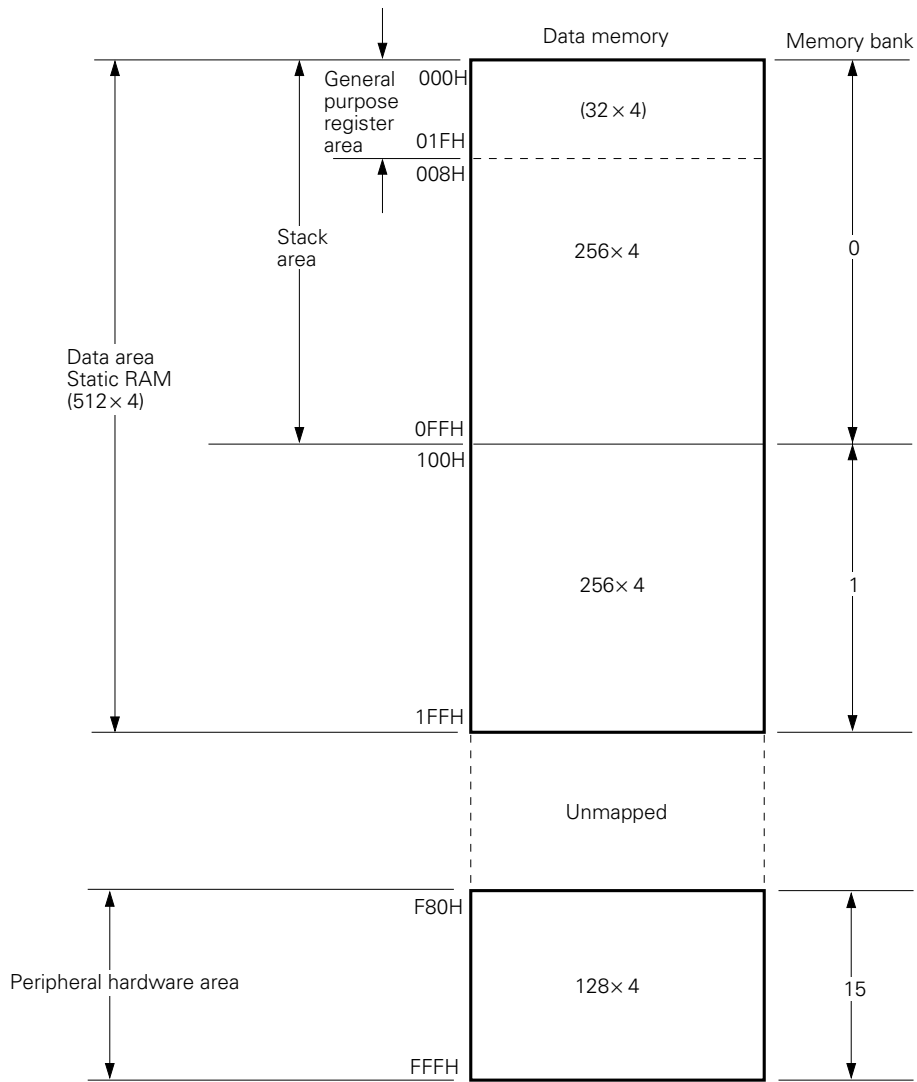 Data memory
Memory bank
General
purpose
register
area
000H
(32 × 4)
01FH
008H
Stack
area
256 × 4
0
Data area
Static RAM
(512 × 4)
0FFH
100H
256 × 4
1
1FFH
Unmapped
F80H
Peripheral hardware area
128 × 4
15
FFFH